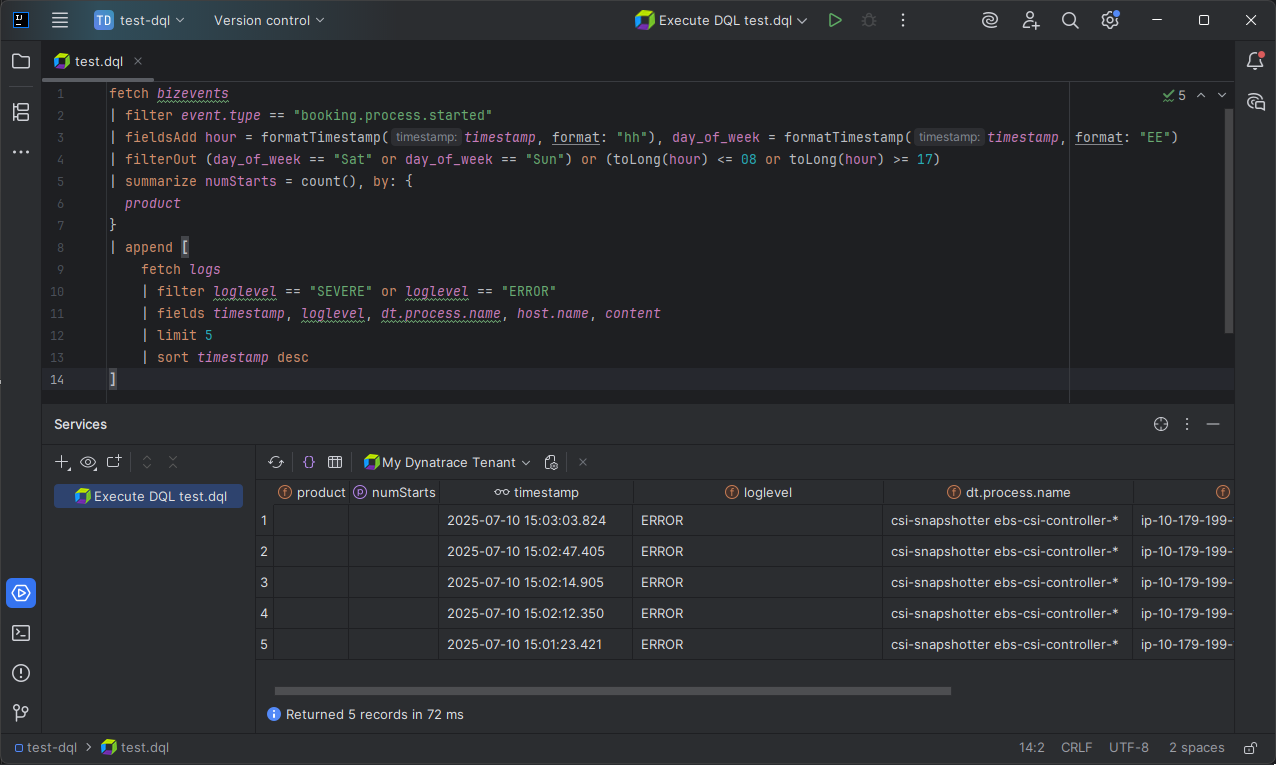 TD test-dql Version control Execute DQL test.dql
test.dql
5
1 fetch bizevents
2 | filter event.type == "booking.process.started"
3 | fieldsAdd hour = formatTimestamp( timestamp: timestamp, format: "hh"), day_of_week = formatTimestamp( timestamp: timestamp, format: "EE")
4 | filterOut (day_of_week == "Sat" or day_of_week == "Sun") or (toLong(hour) <= 08 or toLong(hour) >= 17)
5 | summarize numStarts = count(), by: {
6 product
7 }
8 | append [
9 fetch logs
10 | filter loglevel == "SEVERE" or loglevel == "ERROR"
11 | fields timestamp, loglevel, dt.process.name, host.name, content
12 | limit 5
13 | sort timestamp desc
14 ]
Services
My Dynatrace Tenant
Execute DQL test.dql
f product p numStarts timestamp f loglevel f dt.process.name f
1 2025-07-10 15:03:03.824 ERROR csi-snapshotter ebs-csi-controller-* ip-10-179-199-
2 2025-07-10 15:02:47.405 ERROR csi-snapshotter ebs-csi-controller-* ip-10-179-199-
3 2025-07-10 15:02:14.905 ERROR csi-snapshotter ebs-csi-controller-* ip-10-179-199-
4 2025-07-10 15:02:12.350 ERROR csi-snapshotter ebs-csi-controller-* ip-10-179-199-
5 2025-07-10 15:01:23.421 ERROR csi-snapshotter ebs-csi-controller-* ip-10-179-199-
Returned 5 records in 72 ms
test-dql > test.dql 14:2 CRLF UTF-8 2 spaces